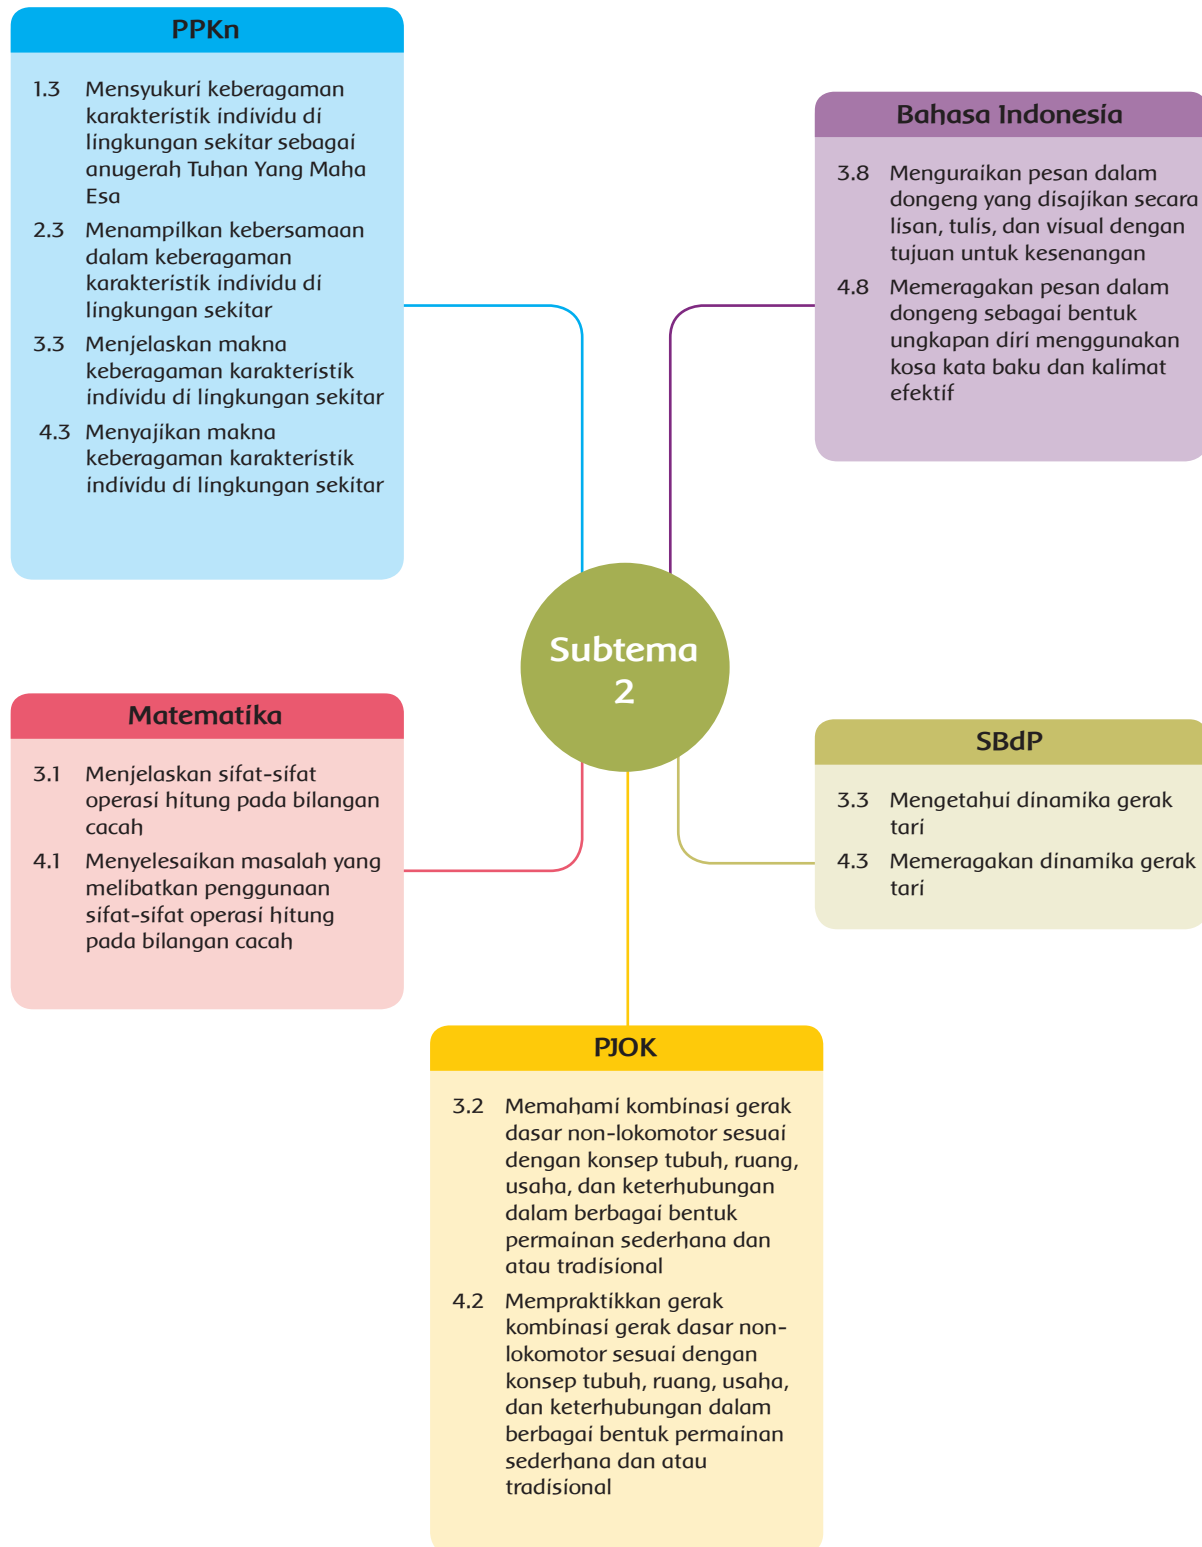 PPKn
1.3 Mensyukuri keberagaman
karakteristik individu di
lingkungan sekitar sebagai
anugerah Tuhan Yang Maha
Esa
2.3 Menampilkan kebersamaan
dalam keberagaman
karakteristik individu di
lingkungan sekitar
3.3 Menjelaskan makna
keberagaman karakteristik
individu di lingkungan sekitar
4.3 Menyajikan makna
keberagaman karakteristik
individu di lingkungan sekitar
Bahasa Indonesia
3.8 Menguraikan pesan dalam
dongeng yang disajikan secara
lisan, tulis, dan visual dengan
tujuan untuk kesenangan
4.8 Memeragakan pesan dalam
dongeng sebagai bentuk
ungkapan diri menggunakan
kosa kata baku dan kalimat
efektif
Subtema
2
Matematika
3.1 Menjelaskan sifat-sifat
operasi hitung pada bilangan
cacah
4.1 Menyelesaikan masalah yang
melibatkan penggunaan
sifat-sifat operasi hitung
pada bilangan cacah
SBdP
3.3 Mengetahui dinamika gerak
tari
4.3 Memeragakan dinamika gerak
tari
PJOK
3.2 Memahami kombinasi gerak
dasar non-lokomotor sesuai
dengan konsep tubuh, ruang,
usaha, dan keterhubungan
dalam berbagai bentuk
permainan sederhana dan
atau tradisional
4.2 Mempraktikkan gerak
kombinasi gerak dasar non-
lokomotor sesuai dengan
konsep tubuh, ruang, usaha,
dan keterhubungan dalam
berbagai bentuk permainan
sederhana dan atau
tradisional